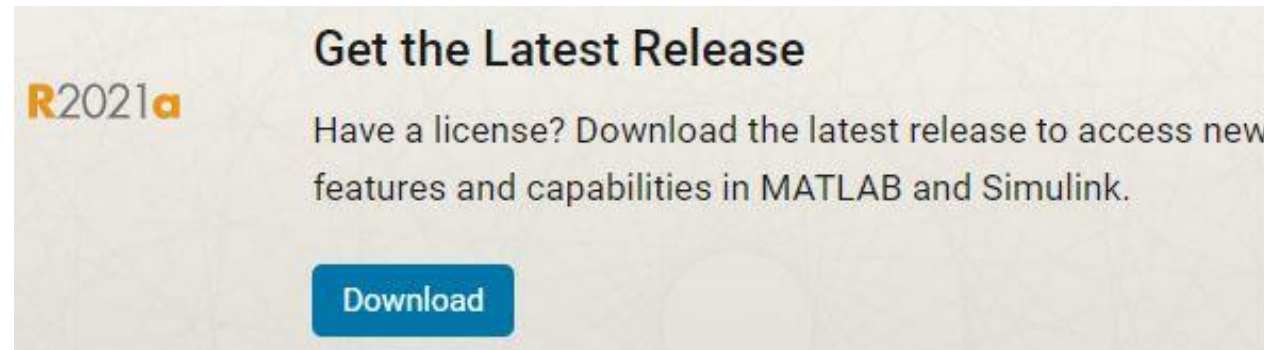 Get the Latest Release
R2021a
Have a license? Download the latest release to access new
features and capabilities in MATLAB and Simulink.
Download